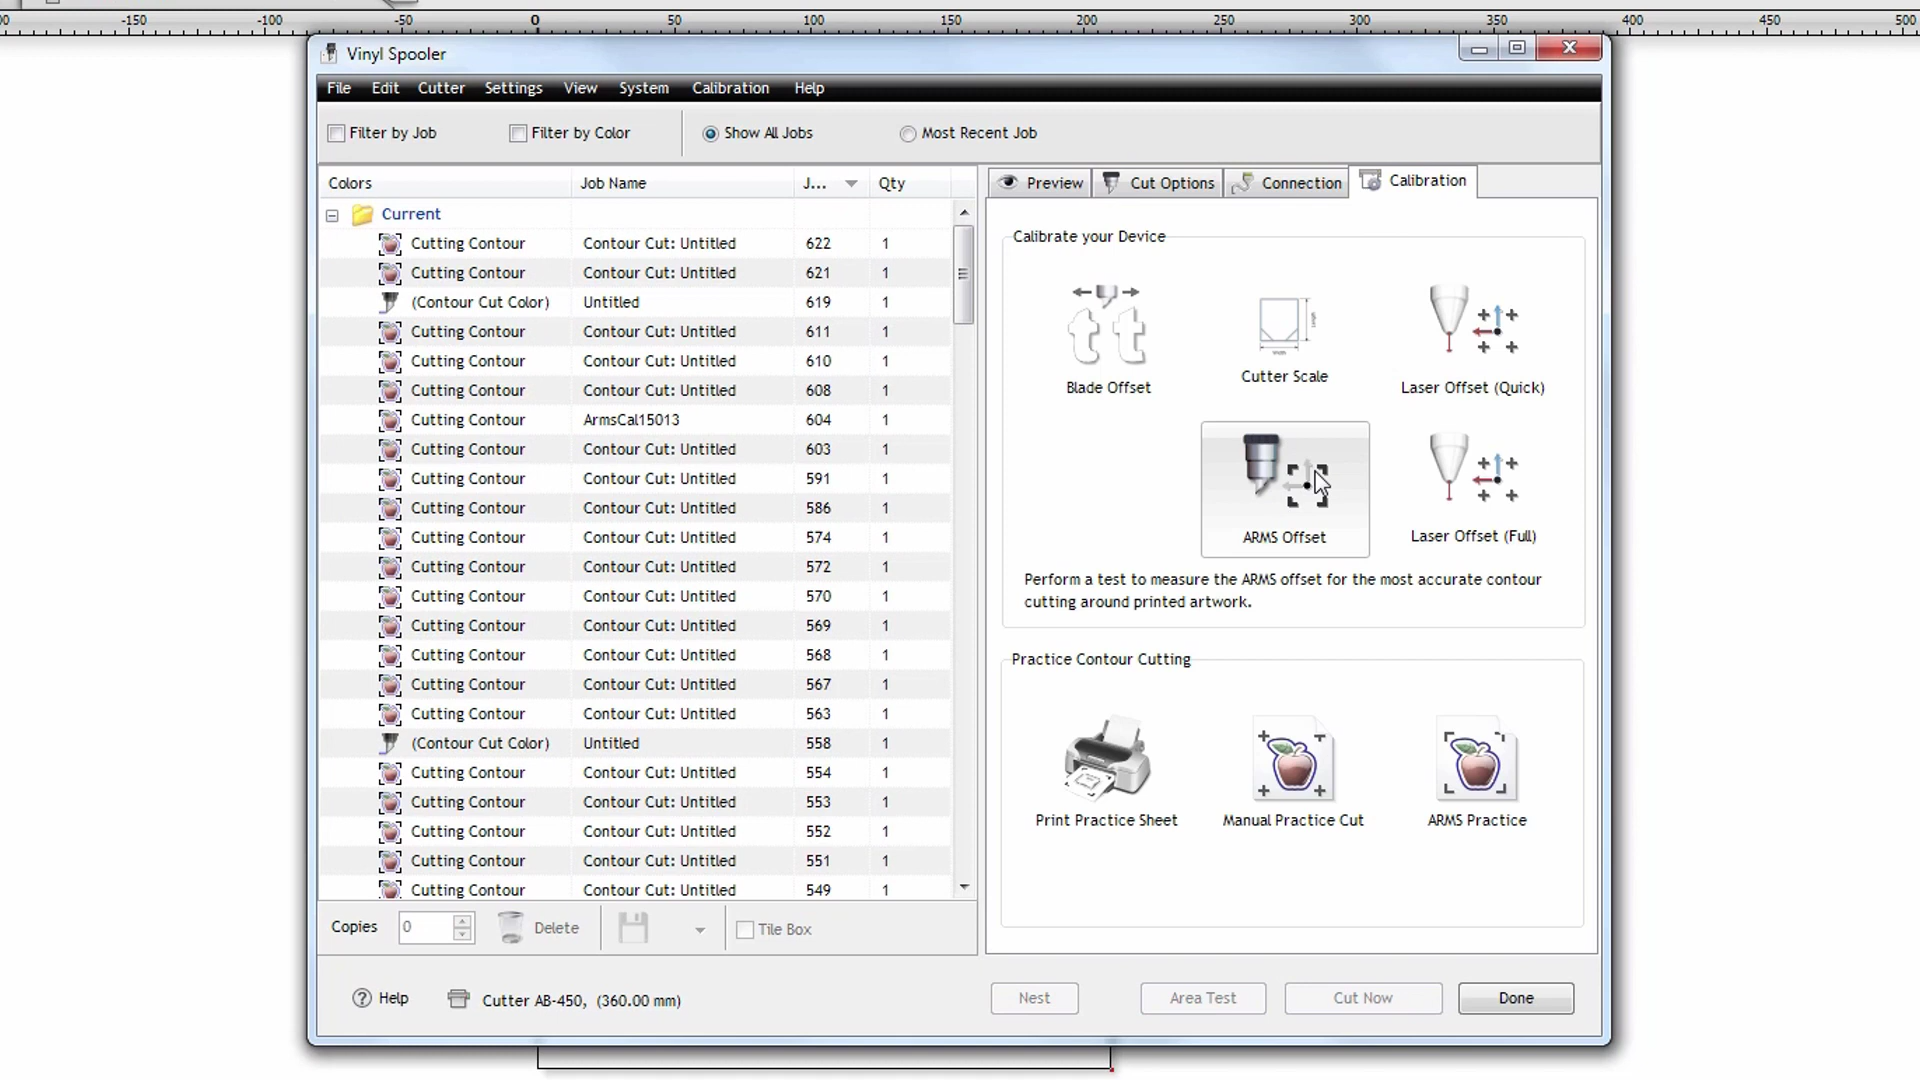 -150 -100 -50 0 50 100 150 200 250 300 350 400 450 500
Vinyl Spooler
File Edit Cutter Settings View System Calibration Help
Filter by Job Filter by Color Show All Jobs Most Recent Job
Colors Job Name J... Qty
Preview Cut Options Connection Calibration
Current
Cutting Contour Contour Cut: Untitled 622 1
Cutting Contour Contour Cut: Untitled 621 1
(Contour Cut Color) Untitled 619 1
Cutting Contour Contour Cut: Untitled 611 1
Cutting Contour Contour Cut: Untitled 610 1
Cutting Contour Contour Cut: Untitled 608 1
Cutting Contour ArmsCal15013 604 1
Cutting Contour Contour Cut: Untitled 603 1
Cutting Contour Contour Cut: Untitled 591 1
Cutting Contour Contour Cut: Untitled 586 1
Cutting Contour Contour Cut: Untitled 574 1
Cutting Contour Contour Cut: Untitled 572 1
Cutting Contour Contour Cut: Untitled 570 1
Cutting Contour Contour Cut: Untitled 569 1
Cutting Contour Contour Cut: Untitled 568 1
Cutting Contour Contour Cut: Untitled 567 1
Cutting Contour Contour Cut: Untitled 563 1
(Contour Cut Color) Untitled 558 1
Cutting Contour Contour Cut: Untitled 554 1
Cutting Contour Contour Cut: Untitled 553 1
Cutting Contour Contour Cut: Untitled 552 1
Cutting Contour Contour Cut: Untitled 551 1
Cutting Contour Contour Cut: Untitled 549 1
Calibrate your Device
t t
Blade Offset Cutter Scale Laser Offset (Quick)
ARMS Offset Laser Offset (Full)
Perform a test to measure the ARMS offset for the most accurate contour
cutting around printed artwork.
Practice Contour Cutting
Print Practice Sheet Manual Practice Cut ARMS Practice
Copies 0 Delete Tile Box
Help Cutter AB-450, (360.00 mm) Nest Area Test Cut Now Done